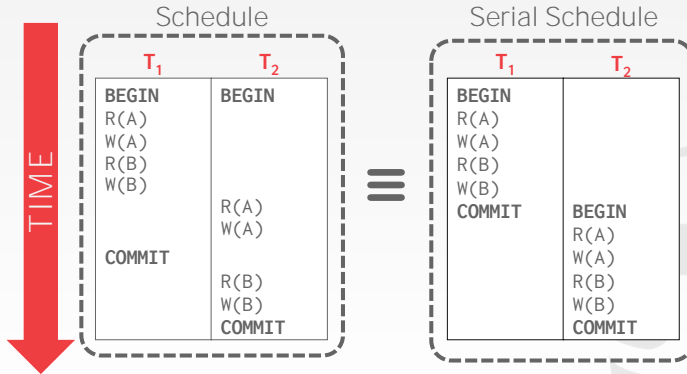 Schedule
Serial Schedule
TIME
T1 T2
BEGIN BEGIN
R(A)
W(A)
R(B)
W(B)
R(A)
W(A)
COMMIT
R(B)
W(B)
COMMIT
≡
T1 T2
BEGIN
R(A)
W(A)
R(B)
W(B)
COMMIT BEGIN
R(A)
W(A)
R(B)
W(B)
COMMIT